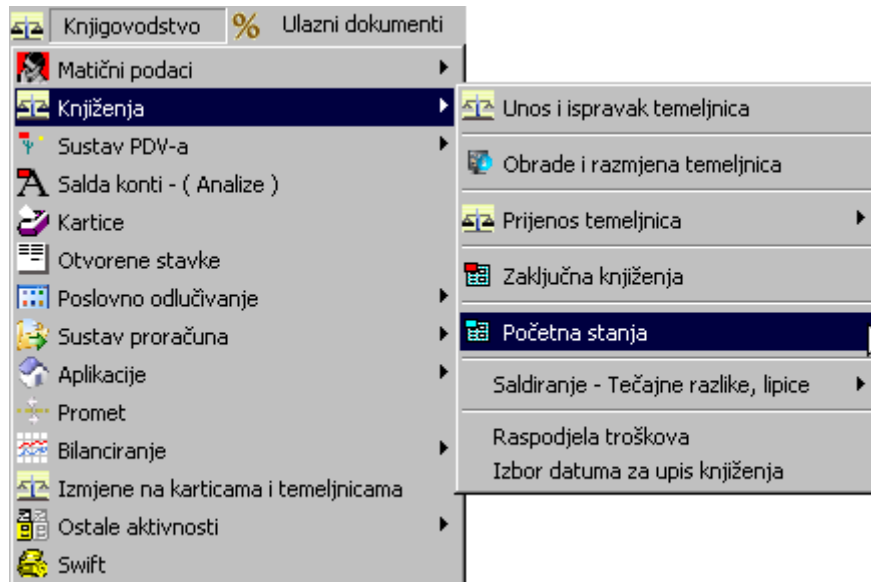 Knjigovodstvo
Ulazni dokumenti
Matični podaci
Knjiženja
Sustav PDV-a
Salda konti - ( Analize )
Kartice
Otvorene stavke
Poslovno odlučivanje
Sustav proračuna
Aplikacije
Promet
Bilanciranje
Izmjene na karticama i temeljnicama
Ostale aktivnosti
Swift
Unos i ispravak temeljnica
Obrade i razmjena temeljnica
Prijenos temeljnica
Zaključna knjiženja
Početna stanja
Saldiranje - Tečajne razlike, lipice
Raspodjela troškova
Izbor datuma za upis knjiženja